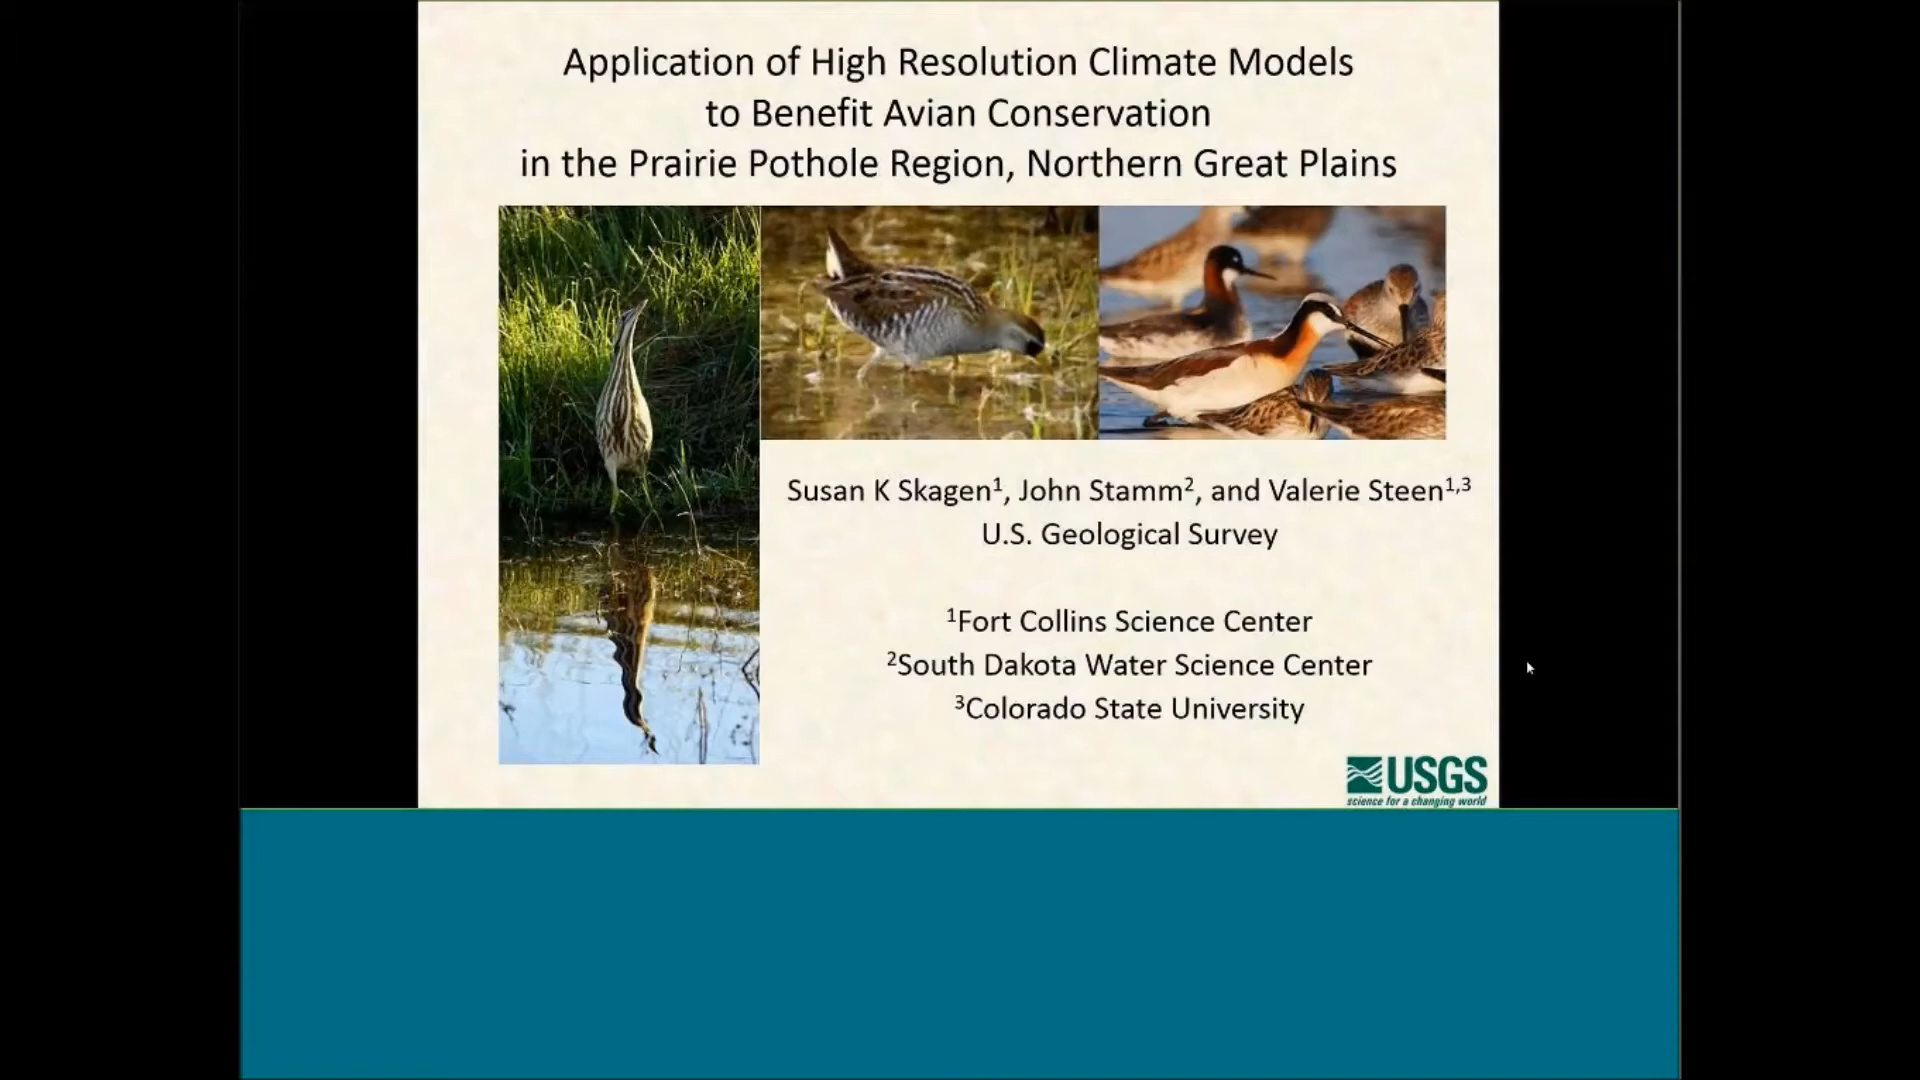 Application of High Resolution Climate Models
to Benefit Avian Conservation
in the Prairie Pothole Region, Northern Great Plains
Susan K Skagen¹, John Stamm², and Valerie Steen¹,³
U.S. Geological Survey
¹Fort Collins Science Center
²South Dakota Water Science Center
³Colorado State University
USGS
science for a changing world